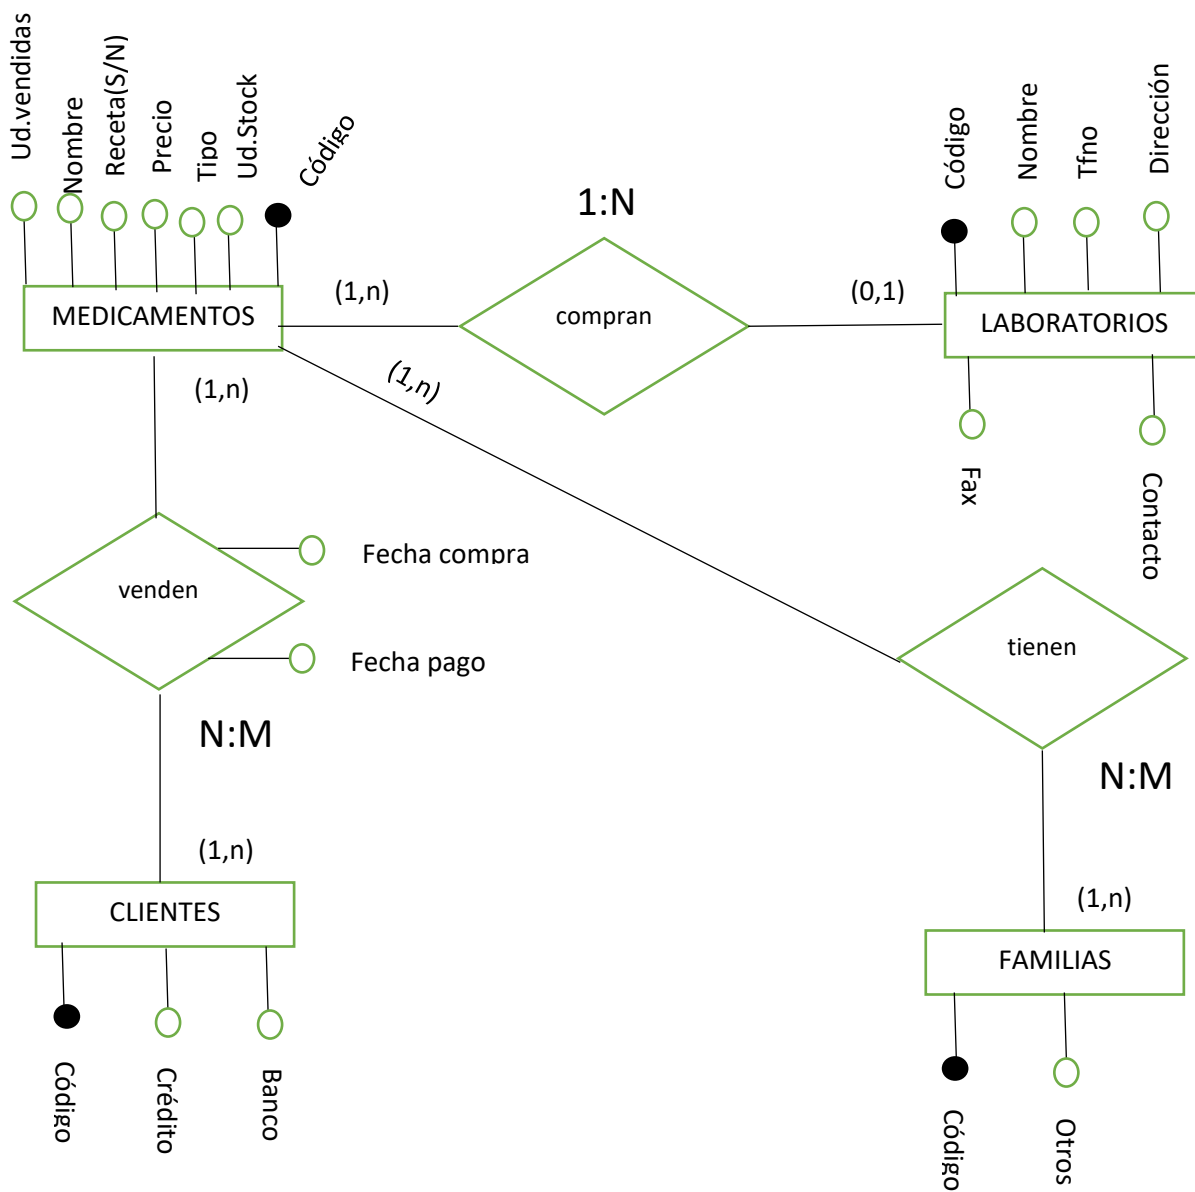 Ud.vendidas
Nombre
Receta(S/N)
Precio
Tipo
Ud.Stock
Código
Código
Nombre
Tfno
Dirección
1:N
MEDICAMENTOS
(1,n)
compran
(0,1)
LABORATORIOS
(1,n)
(1,n)
Fax
Contacto
venden
Fecha compra
Fecha pago
N:M
tienen
N:M
(1,n)
CLIENTES
(1,n)
FAMILIAS
Código
Crédito
Banco
Código
Otros